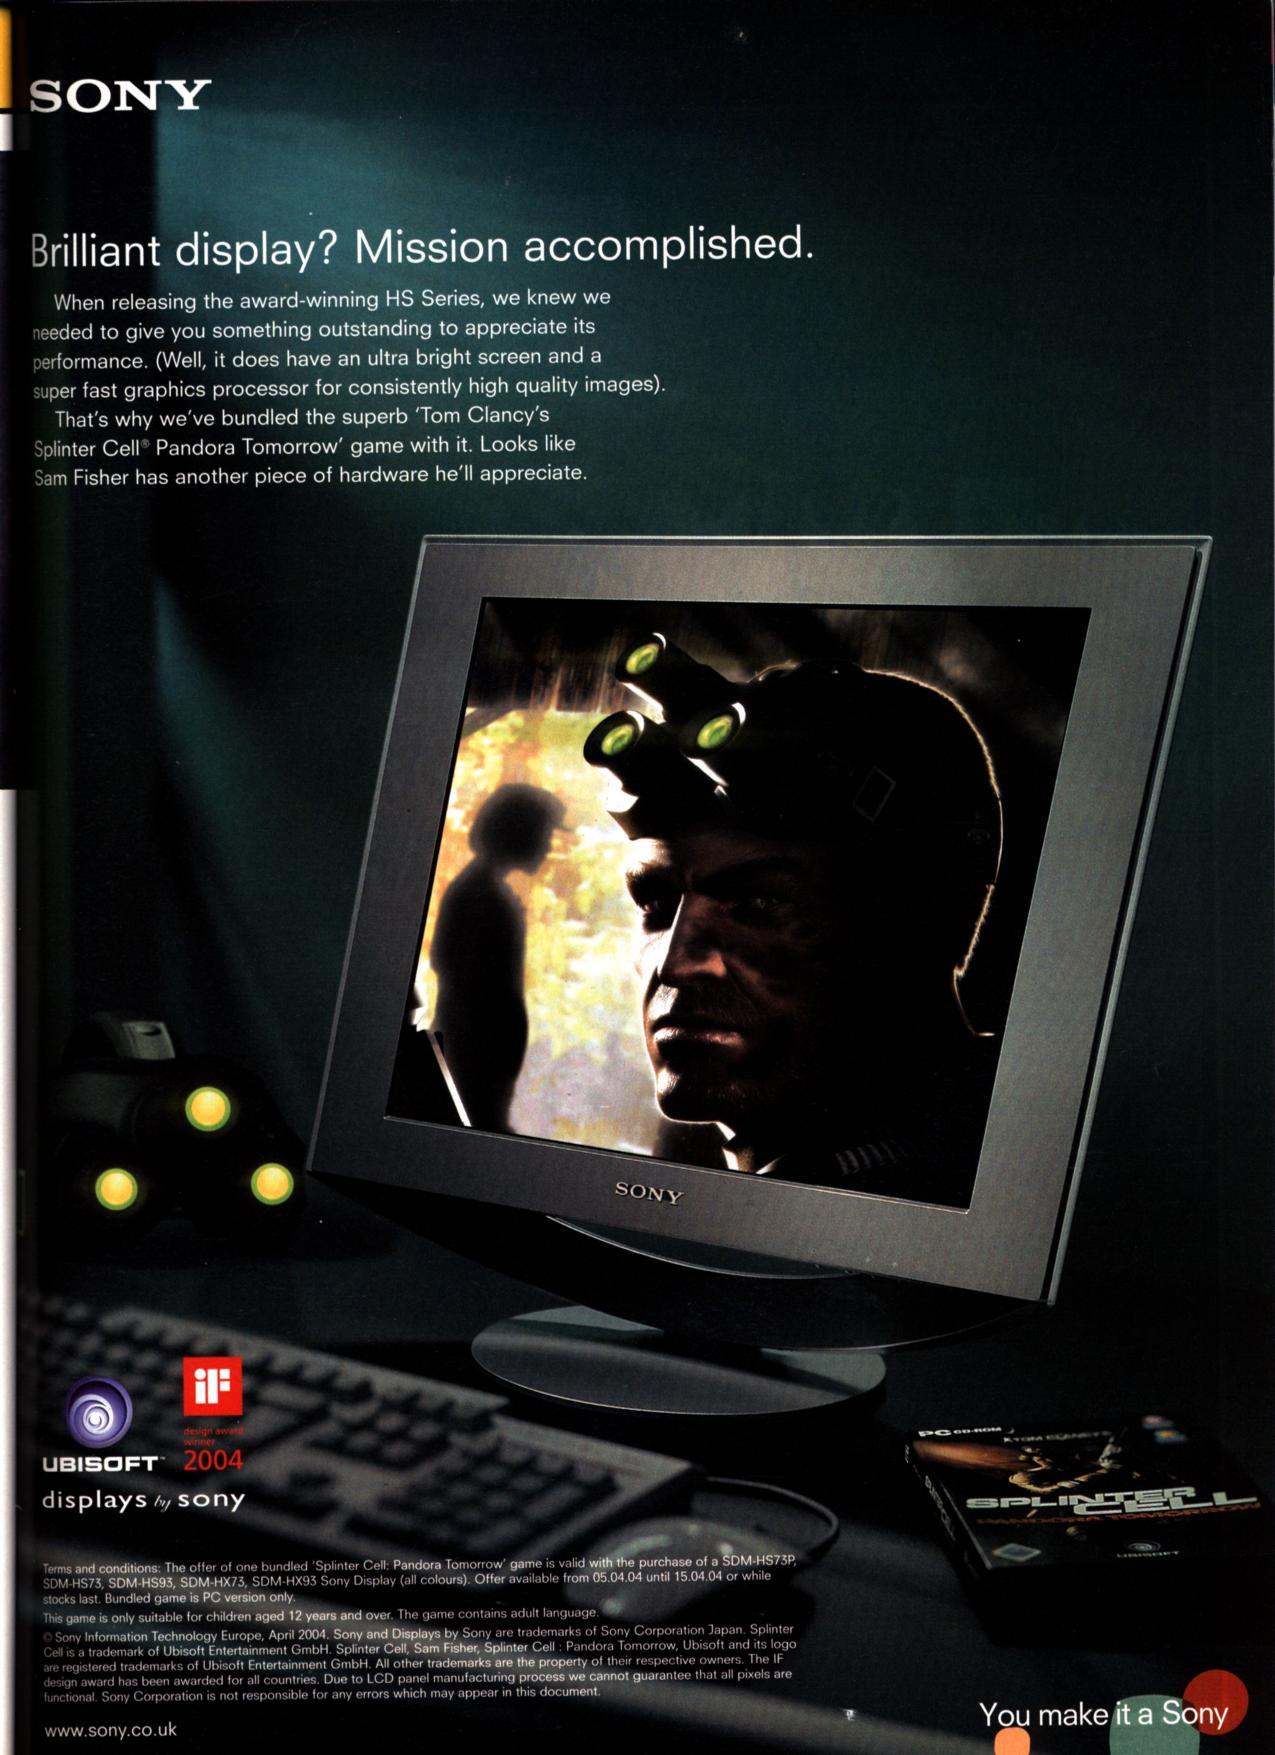 SONY
Brilliant display? Mission accomplished.
When releasing the award-winning HS Series, we knew we
needed to give you something outstanding to appreciate its
performance. (Well, it does have an ultra bright screen and a
super fast graphics processor for consistently high quality images).
That's why we've bundled the superb 'Tom Clancy's
Splinter Cell® Pandora Tomorrow' game with it. Looks like
Sam Fisher has another piece of hardware he'll appreciate.
SONY
iF
design award
winner
2004
UBISOFT™
displays by sony
PC CD-ROM
TOM CLANCY'S
SPLINTER
CELL
PANDORA TOMORROW
UBISOFT
Terms and conditions: The offer of one bundled 'Splinter Cell: Pandora Tomorrow' game is valid with the purchase of a SDM-HS73P,
SDM-HS73, SDM-HS93, SDM-HX73, SDM-HX93 Sony Display (all colours). Offer available from 05.04.04 until 15.04.04 or while
stocks last. Bundled game is PC version only.
This game is only suitable for children aged 12 years and over. The game contains adult language.
© Sony Information Technology Europe, April 2004. Sony and Displays by Sony are trademarks of Sony Corporation Japan. Splinter
Cell is a trademark of Ubisoft Entertainment GmbH. Splinter Cell, Sam Fisher, Splinter Cell : Pandora Tomorrow, Ubisoft and its logo
are registered trademarks of Ubisoft Entertainment GmbH. All other trademarks are the property of their respective owners. The IF
design award has been awarded for all countries. Due to LCD panel manufacturing process we cannot guarantee that all pixels are
functional. Sony Corporation is not responsible for any errors which may appear in this document.
www.sony.co.uk
You make it a Sony